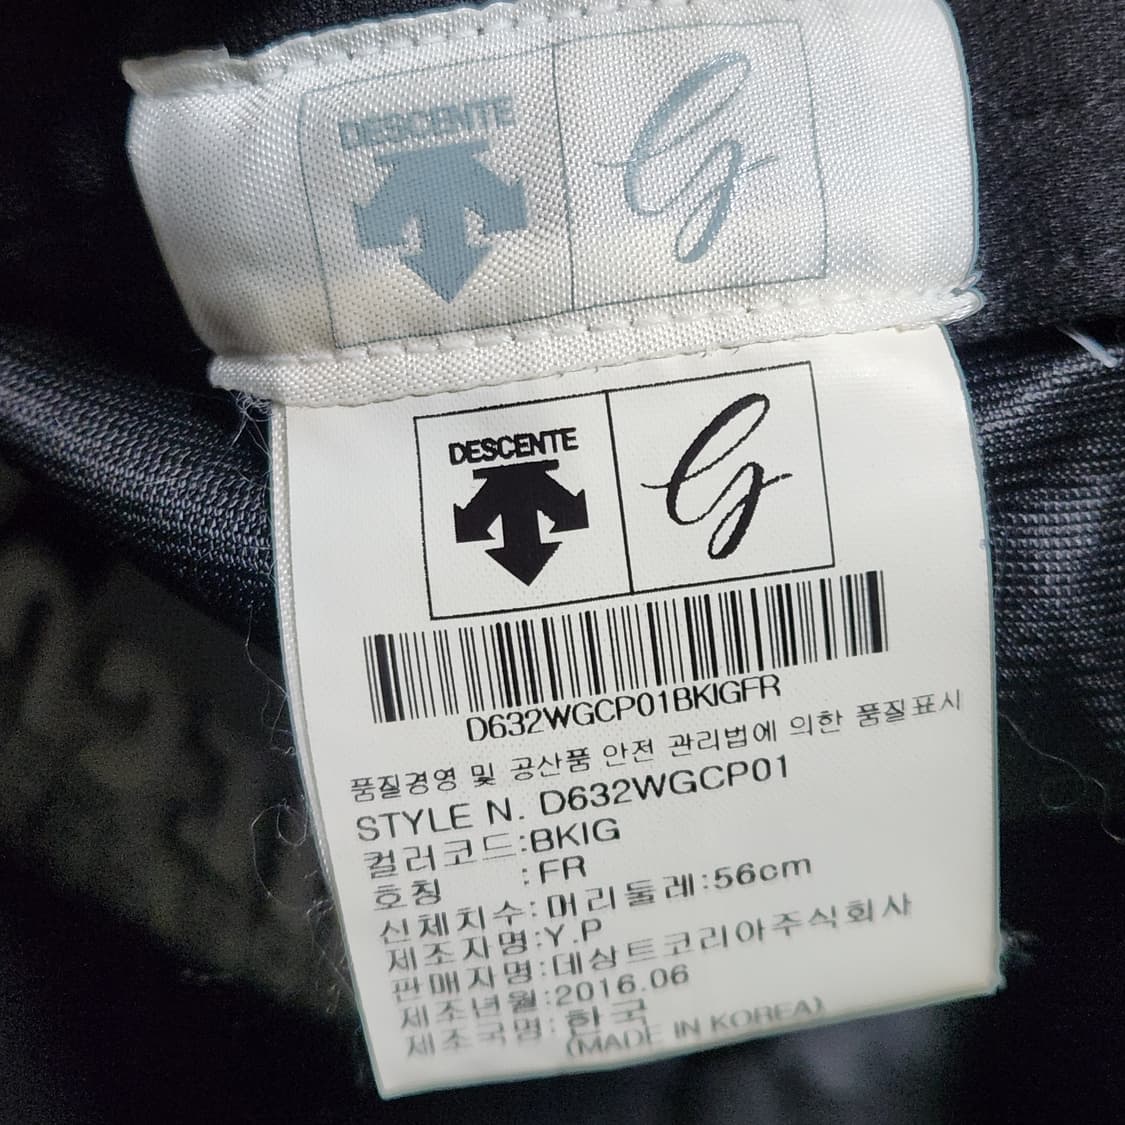 DESCENTE G
DESCENTE G
D632WGCP01BKIGFR
품질경영 및 공산품 안전 관리법에 의한 품질표시
STYLE N. D632WGCP01
컬러코드:BKIG
호칭 :FR
신체치수:머리둘레:56cm
제조자명:Y.P
판매자명:데상트코리아주식회사
제조년월:2016.06
제조국명:한국
(MADE IN KOREA)